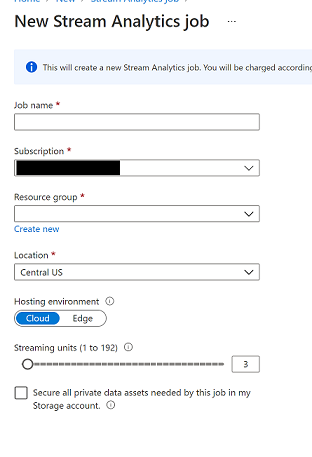 Home > New > Stream Analytics job >
New Stream Analytics job ...
This will create a new Stream Analytics job. You will be charged accordin
Job name *
Subscription *
Resource group *
Create new
Location *
Central US
Hosting environment
Cloud Edge
Streaming units (1 to 192)
3
Secure all private data assets needed by this job in my
Storage account.